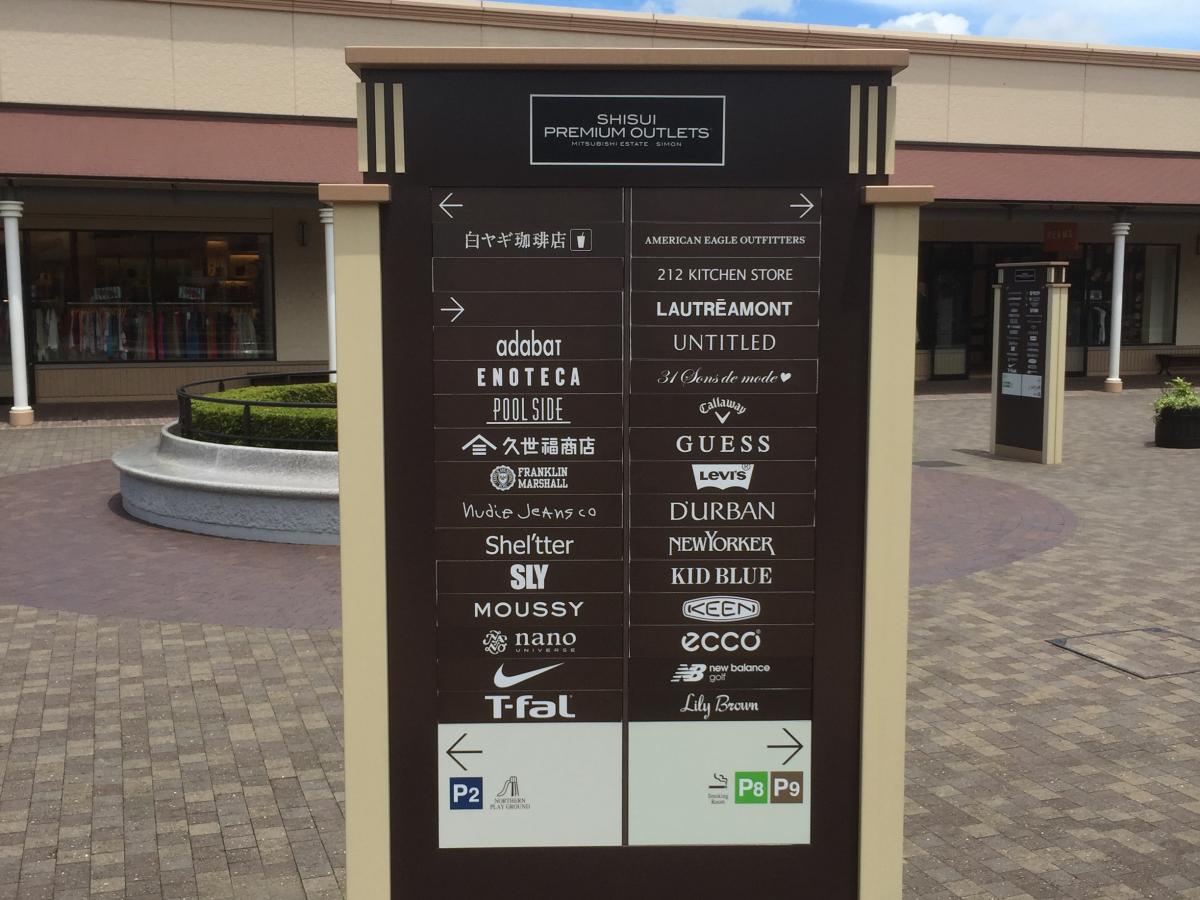 SHISUI
PREMIUM OUTLETS
MITSUBISHI ESTATE · SIMON
←
白ヤギ珈琲店
→
adabat
ENOTECA
POOL SIDE
久世福商店
FRANKLIN
MARSHALL
nudie Jeans co
Shel'tter
SLY
MOUSSY
nano
UNIVERSE
T-faL
→
AMERICAN EAGLE OUTFITTERS
212 KITCHEN STORE
LAUTRĒAMONT
UNTITLED
31 Sons de mode
Callaway
GUESS
LEVI'S
D'URBAN
NEWYORKER
KID BLUE
KEEN
ecco
NB new balance
golf
Lily Brown
←
P2
NORTHERN
PLAY GROUND
→
Smoking
Room
P8 P9
BEAMS